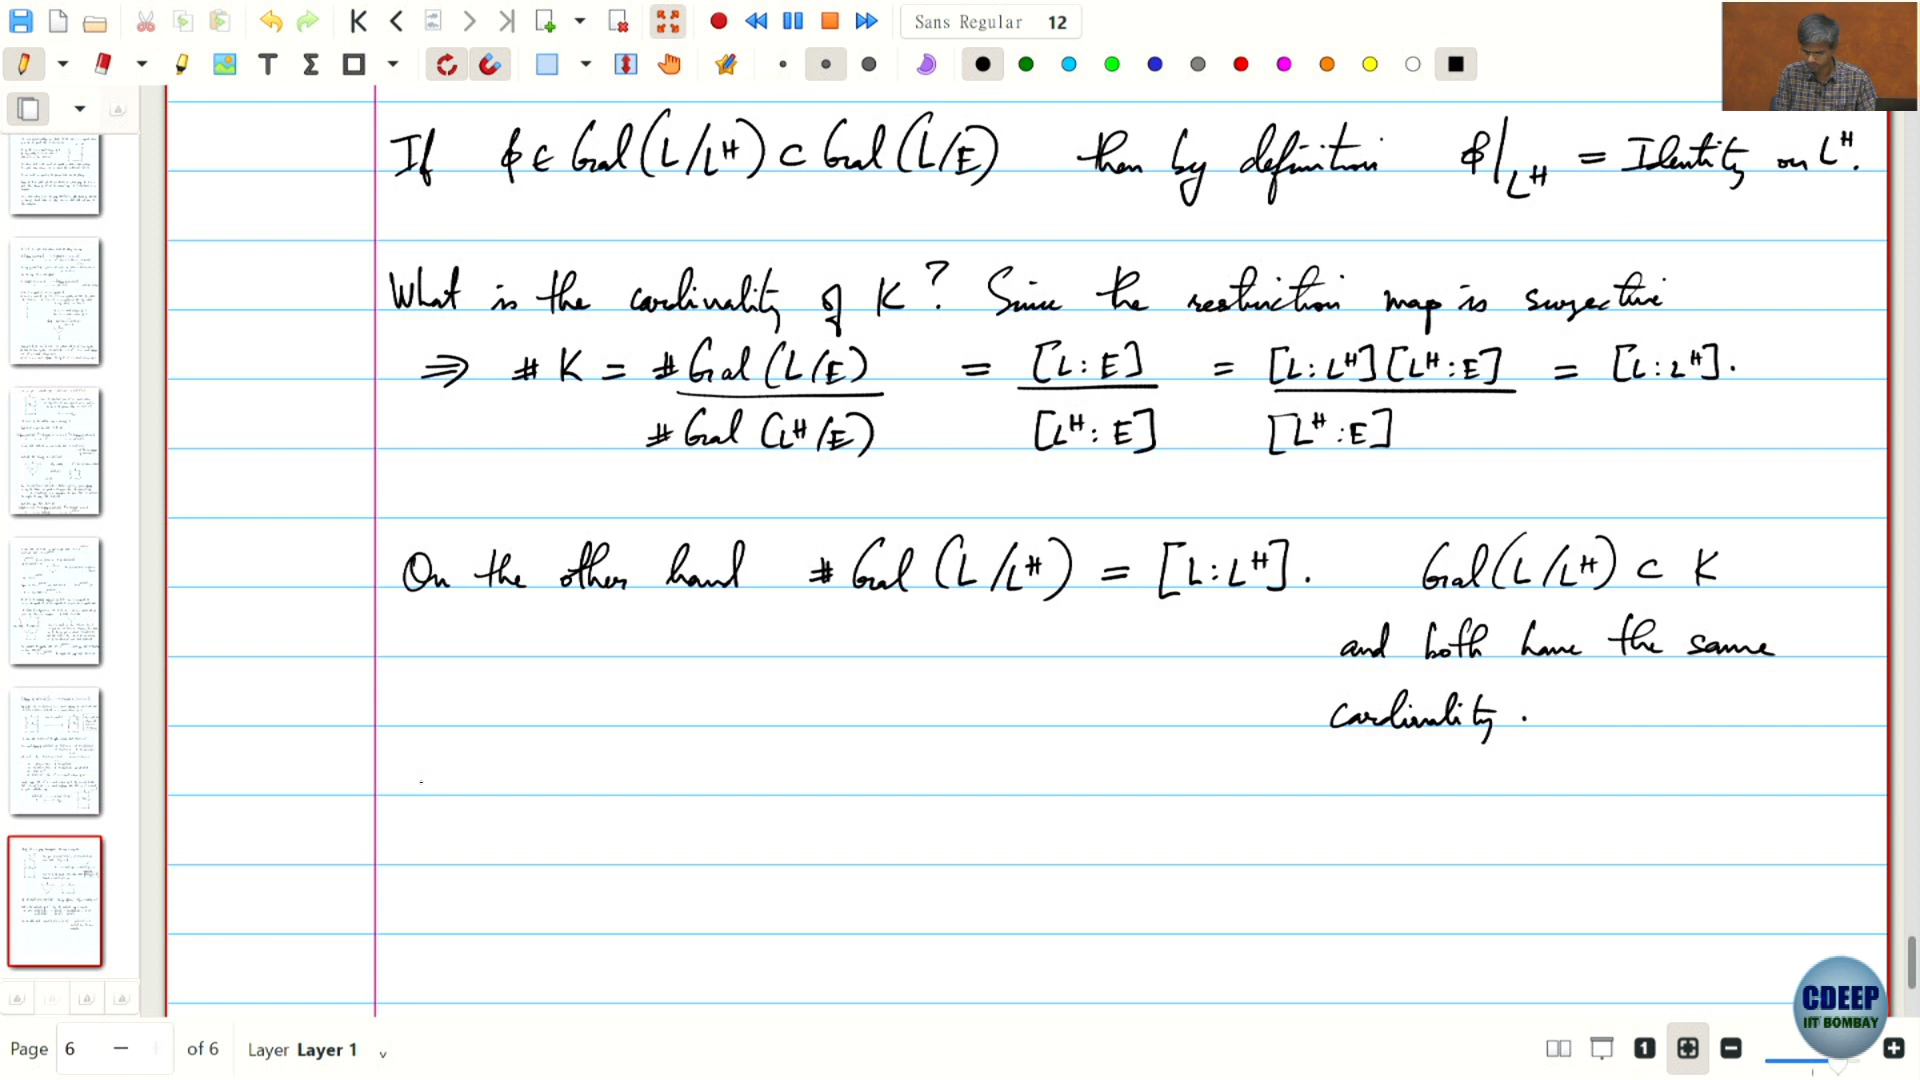 Sans Regular 12
If ϕ ∈ Gal(L/L^H) ⊂ Gal(L/E) then by definition ϕ|_{L^H} = Identity on L^H.
What is the cardinality of K? Since the restriction map is surjective
⇒ # K = #Gal(L/E) / #Gal(L^H/E) = [L:E] / [L^H:E] = [L:L^H][L^H:E] / [L^H:E] = [L:L^H].
On the other hand # Gal(L/L^H) = [L:L^H]. Gal(L/L^H) ⊂ K
and both have the same
cardinality.
CDEEP
IIT BOMBAY
Page 6 of 6 Layer Layer 1